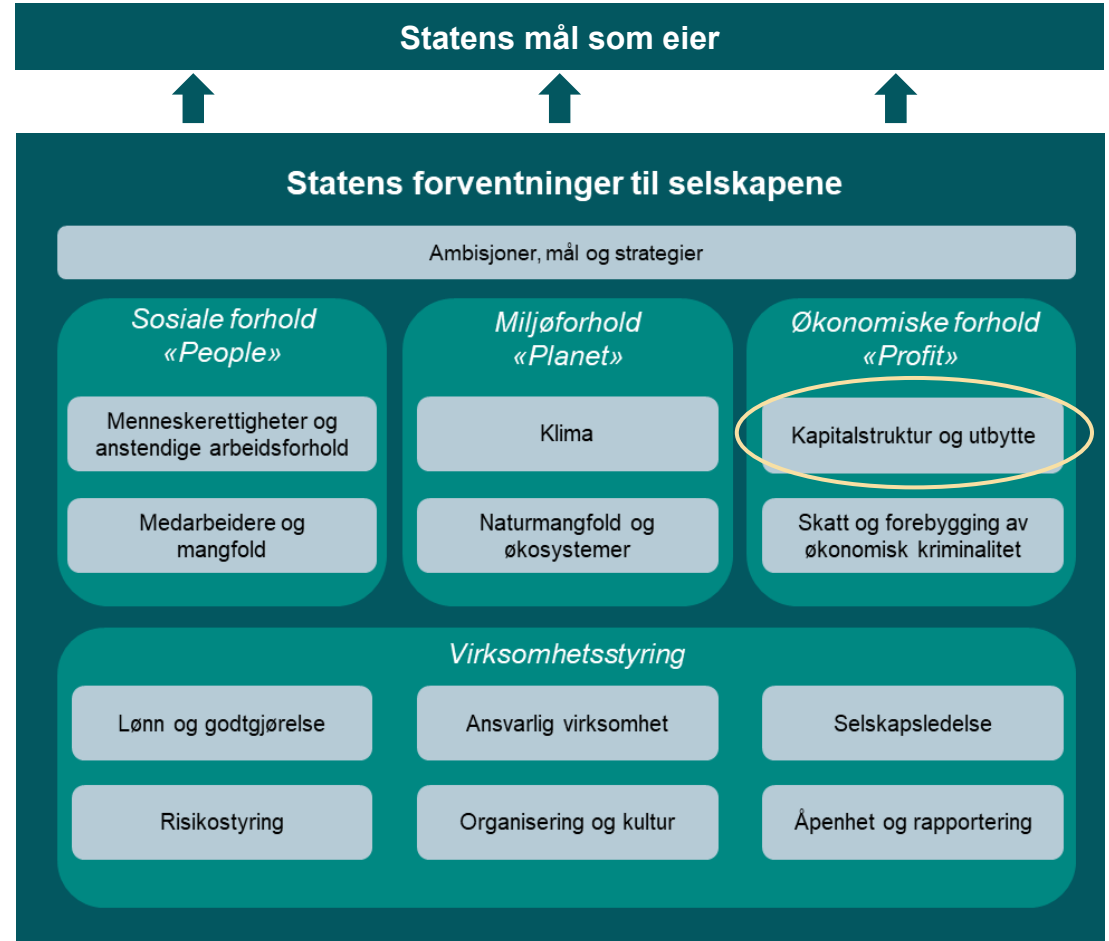 Statens mål som eier
Statens forventninger til selskapene
Ambisjoner, mål og strategier
Sosiale forhold
«People»
Menneskerettigheter og
anstendige arbeidsforhold
Medarbeidere og
mangfold
Miljøforhold
«Planet»
Klima
Naturmangfold og
økosystemer
Økonomiske forhold
«Profit»
Kapitalstruktur og utbytte
Skatt og forebygging av
økonomisk kriminalitet
Virksomhetsstyring
Lønn og godtgjørelse
Ansvarlig virksomhet
Selskapsledelse
Risikostyring
Organisering og kultur
Åpenhet og rapportering